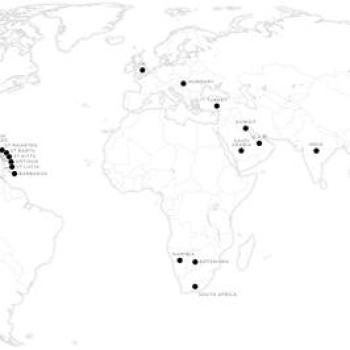 HUNGARY
TURKEY
KUWAIT
U.A.E
SAUDI
ARABIA
INDIA
ST MAARTEN
ST BARTS
ST KITTS
ANTIGUA
ST LUCIA
BARBADOS
NAMIBIA
BOTSWANA
SOUTH AFRICA